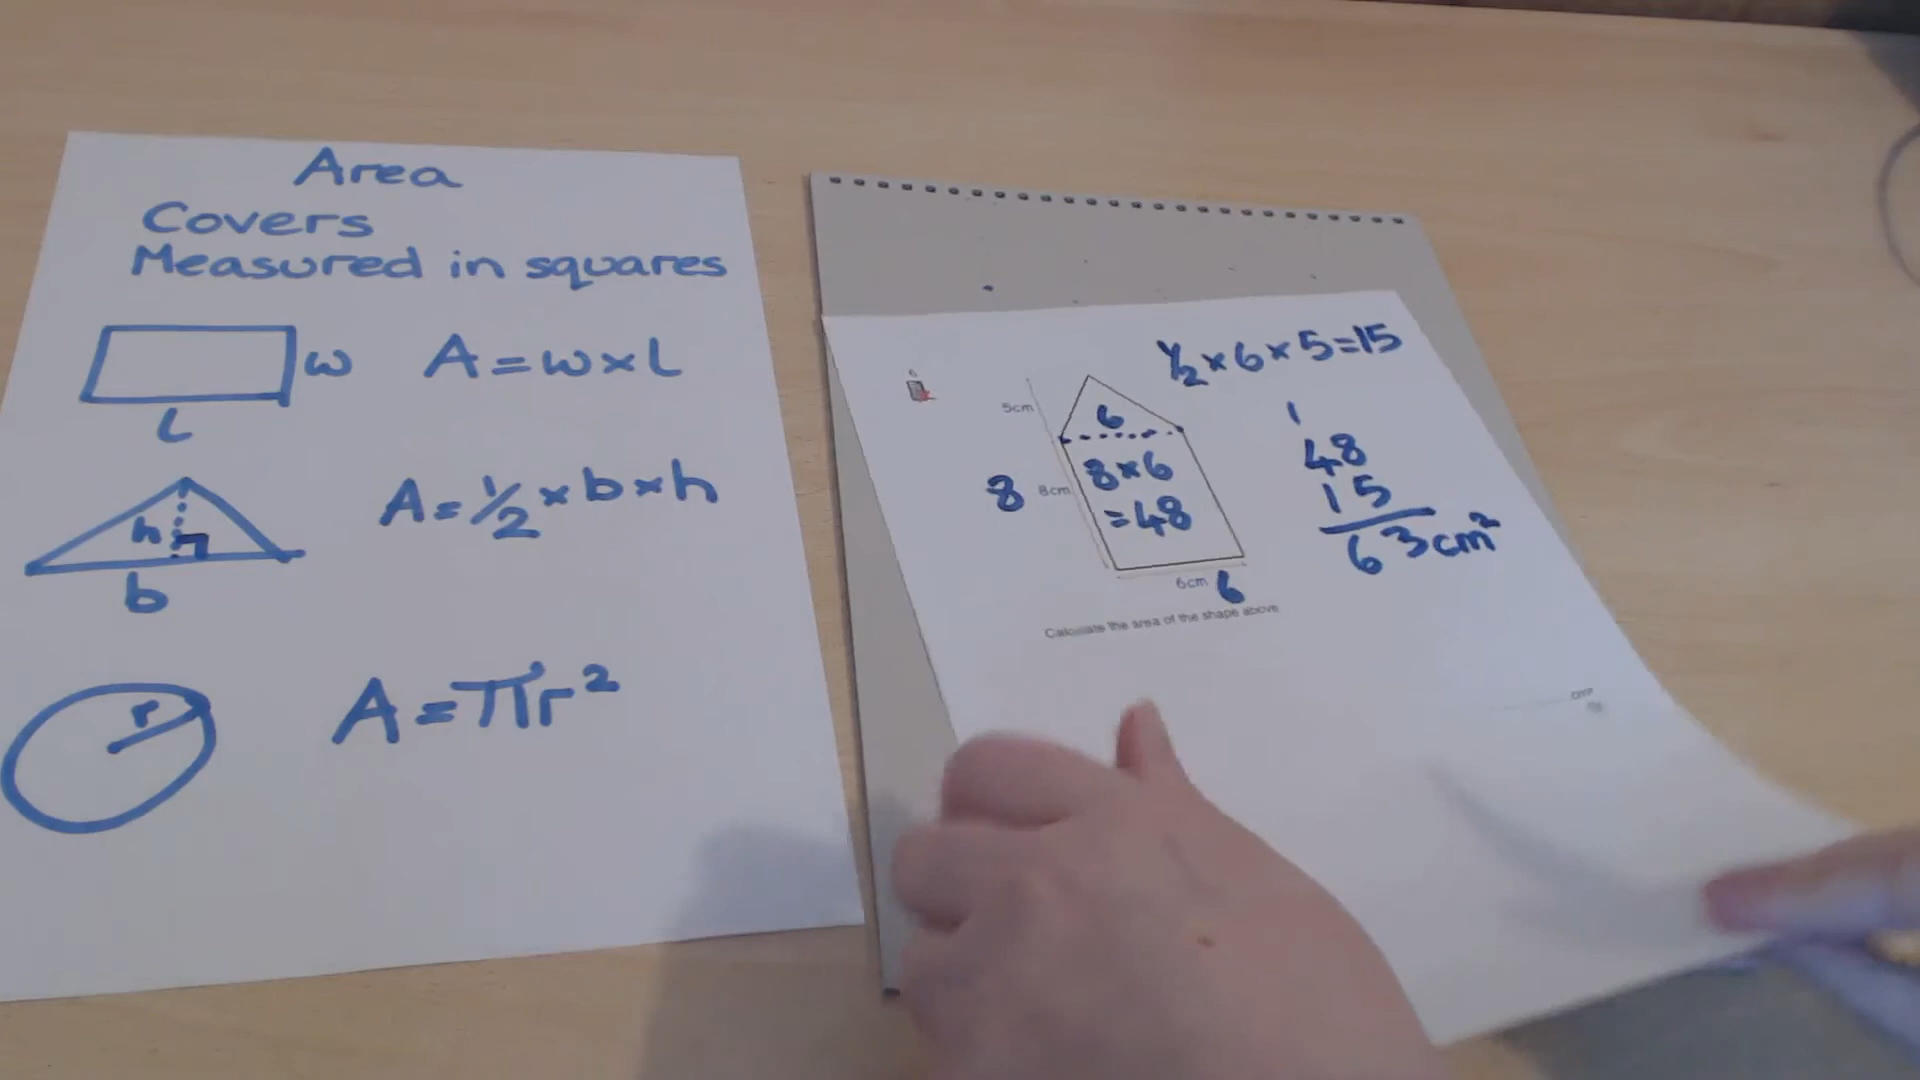 Area
Covers
Measured in squares
w
A=w×l
L
h
b
A=½×b×h
r
A=πr²
½×6×5=15
5cm
6
8
8cm
8×6
=48
6cm 6
1
48
15
63cm²
Calculate the area of the shape above